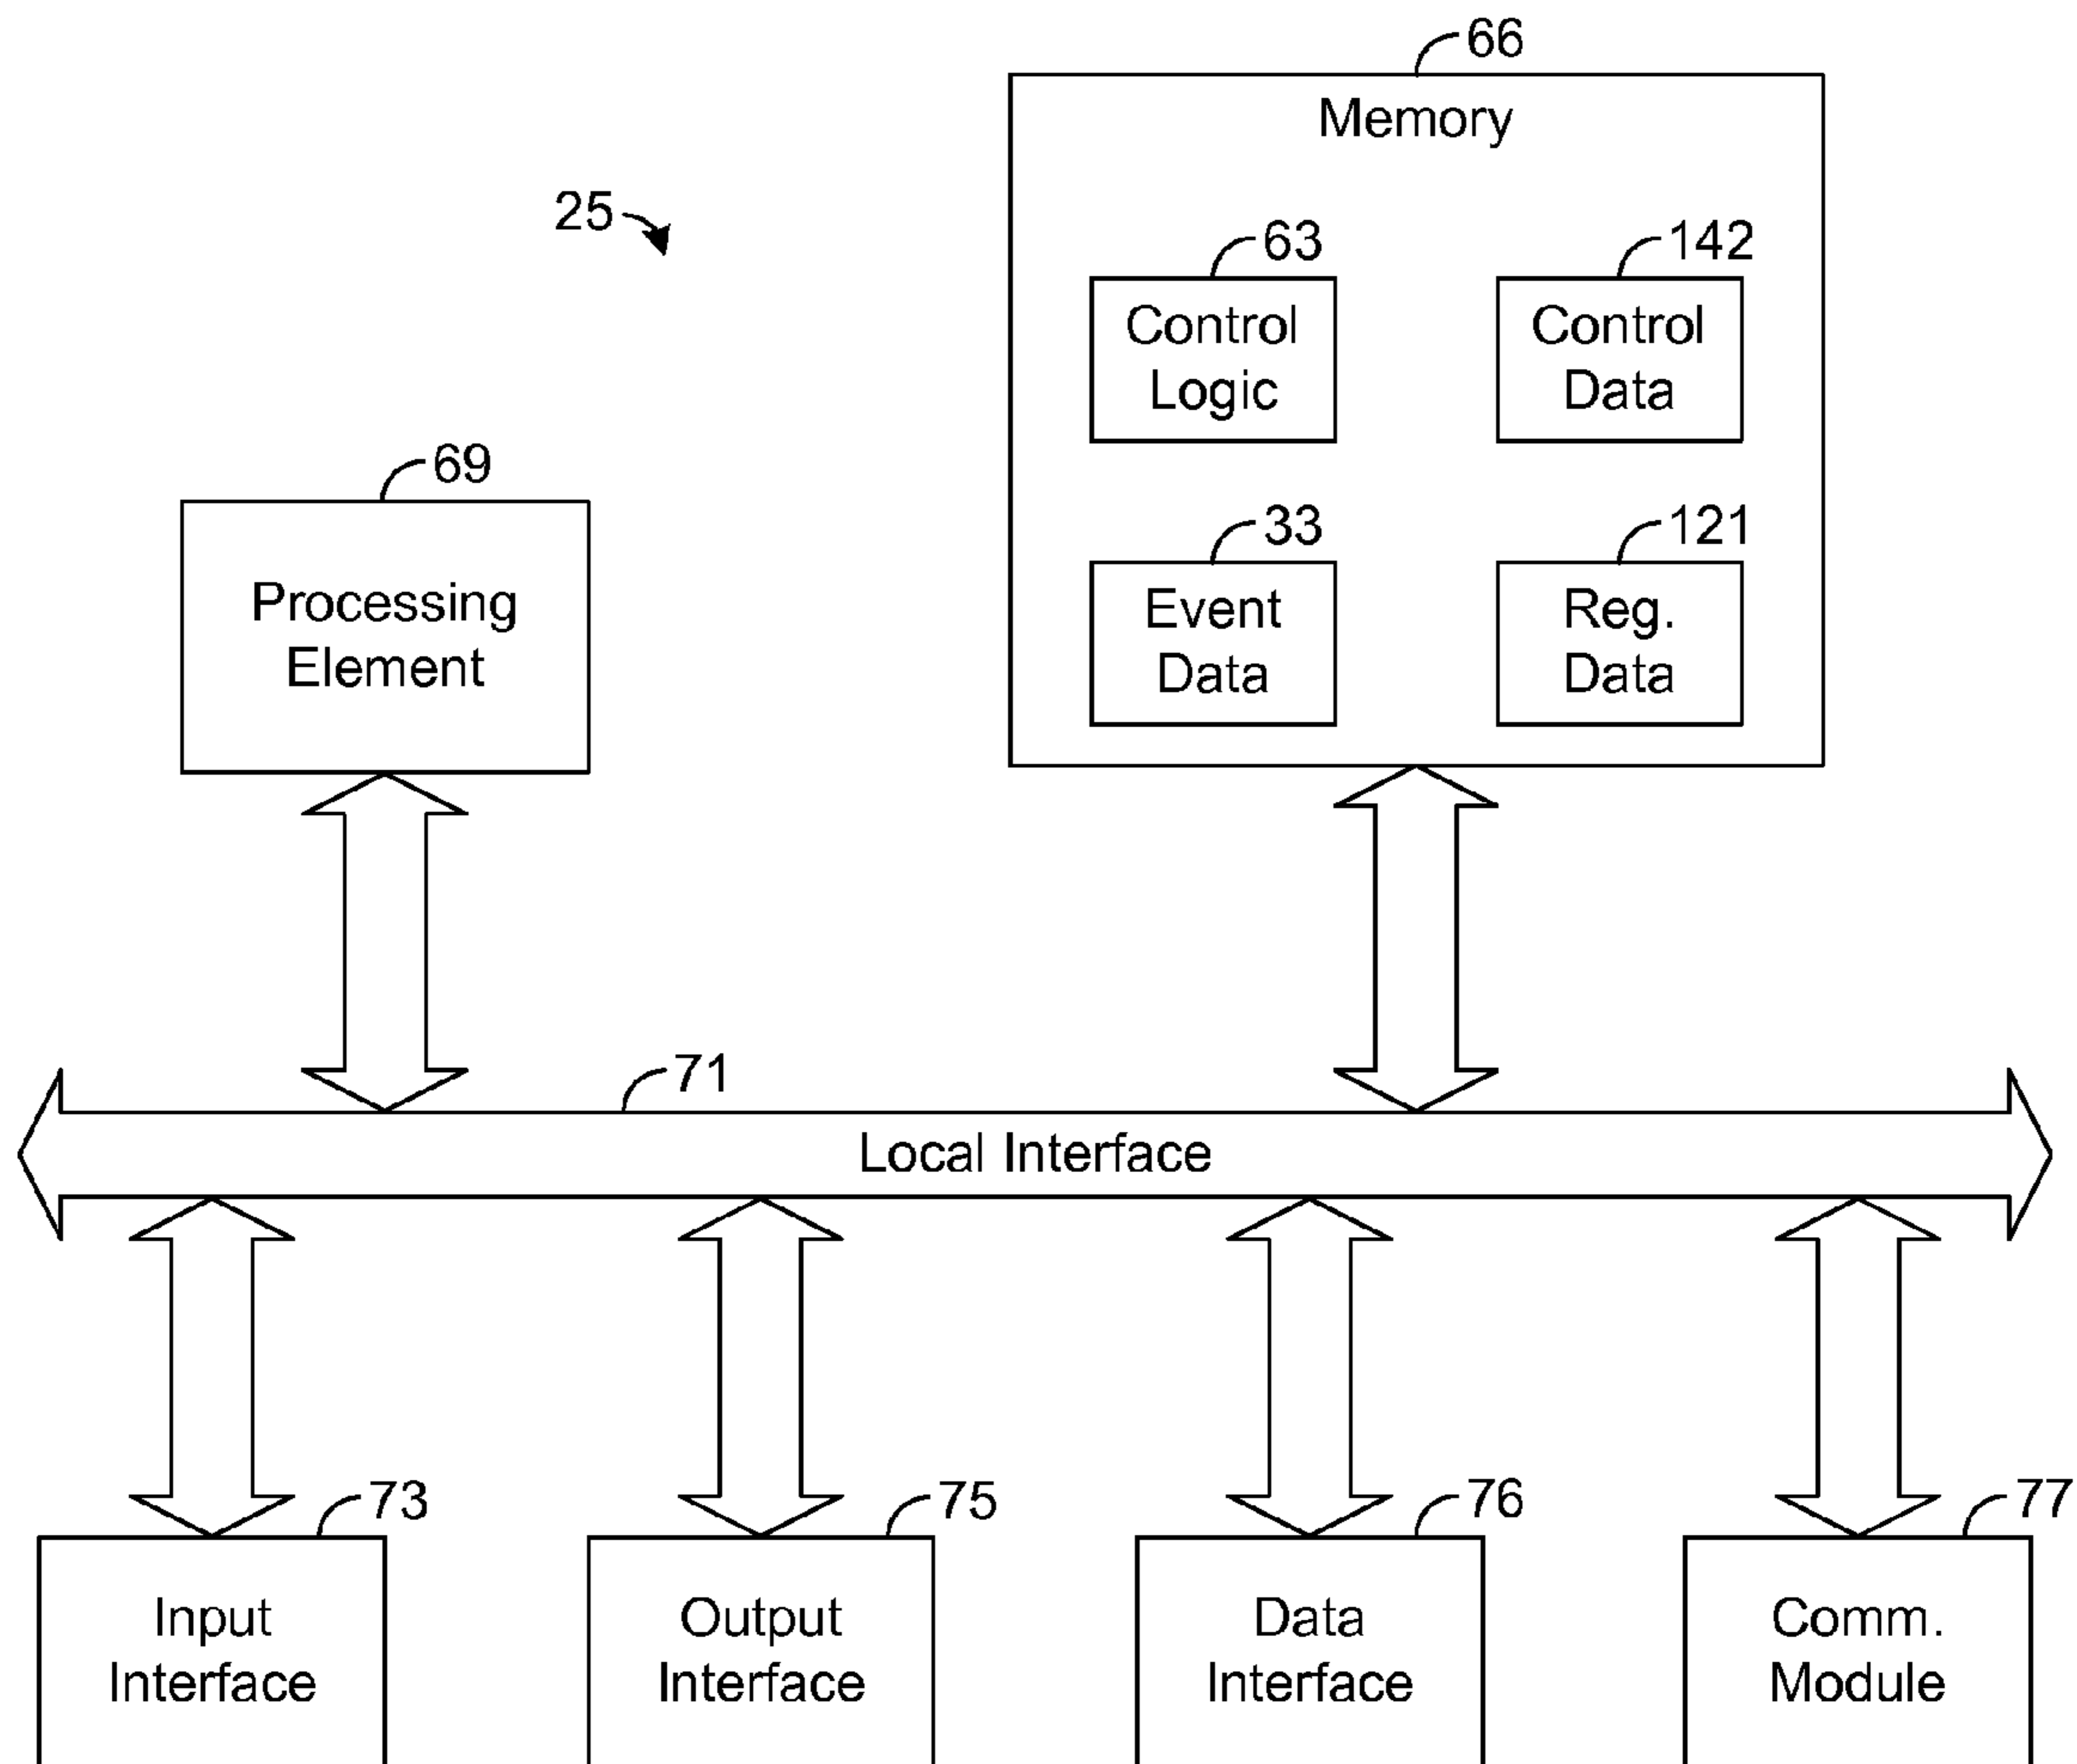 66
Memory
25
63
142
Control
Logic
Control
Data
69
33
121
Processing
Element
Event
Data
Reg.
Data
71
Local Interface
73
75
76
77
Input
Interface
Output
Interface
Data
Interface
Comm.
Module